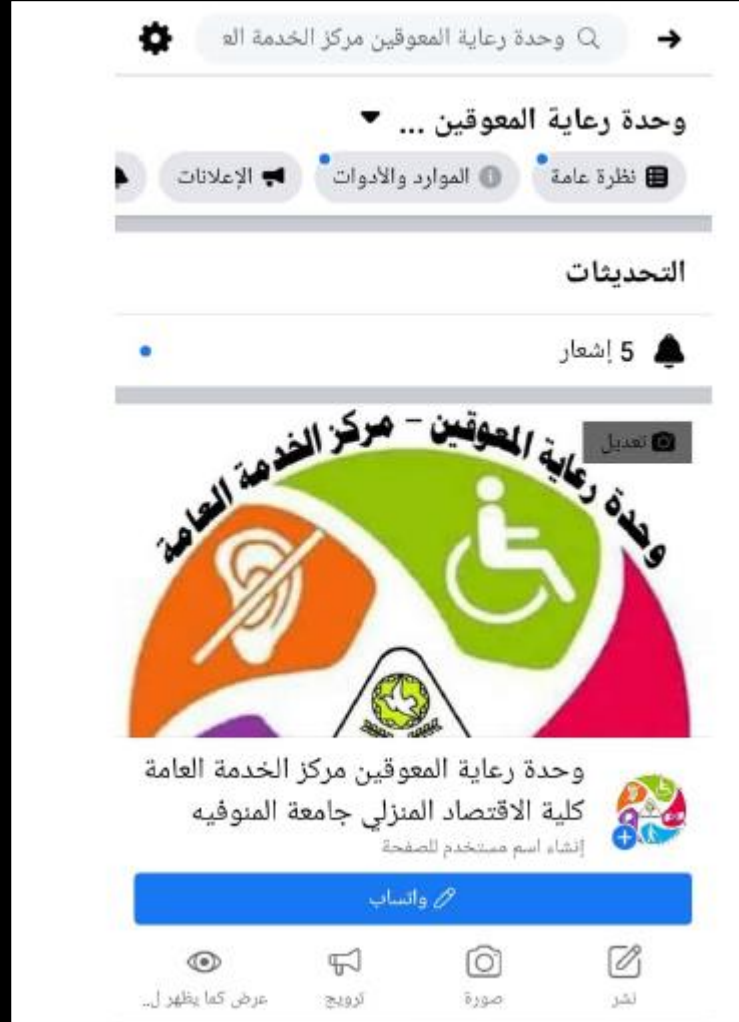 وحدة رعاية المعوقين مركز الخدمة الع
وحدة رعاية المعوقين ...
نظرة عامة
الموارد والأدوات
الإعلانات
التحديثات
5 إشعار
تعديل
وحدة رعاية المعوقين – مركز الخدمة العامة
وحدة رعاية المعوقين مركز الخدمة العامة
كلية الاقتصاد المنزلي جامعة المنوفيه
إنشاء اسم مستخدم للصفحة
واتساب
نشر
صورة
ترويج
عرض كما يظهر ل...